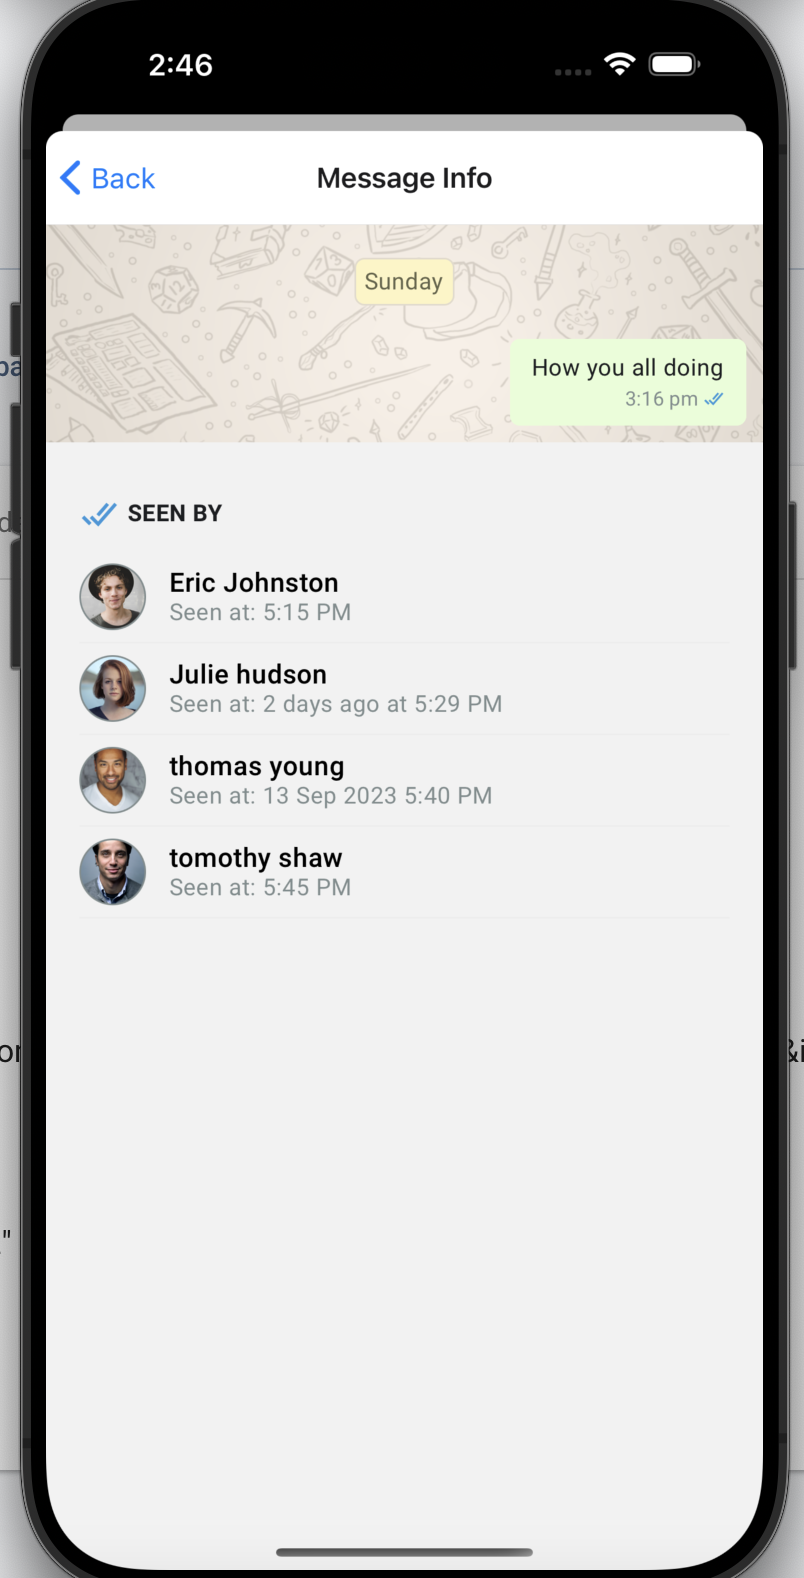 2:46
Back
Message Info
Sunday
How you all doing
3:16 pm
SEEN BY
Eric Johnston
Seen at: 5:15 PM
Julie hudson
Seen at: 2 days ago at 5:29 PM
thomas young
Seen at: 13 Sep 2023 5:40 PM
tomothy shaw
Seen at: 5:45 PM
&i
"